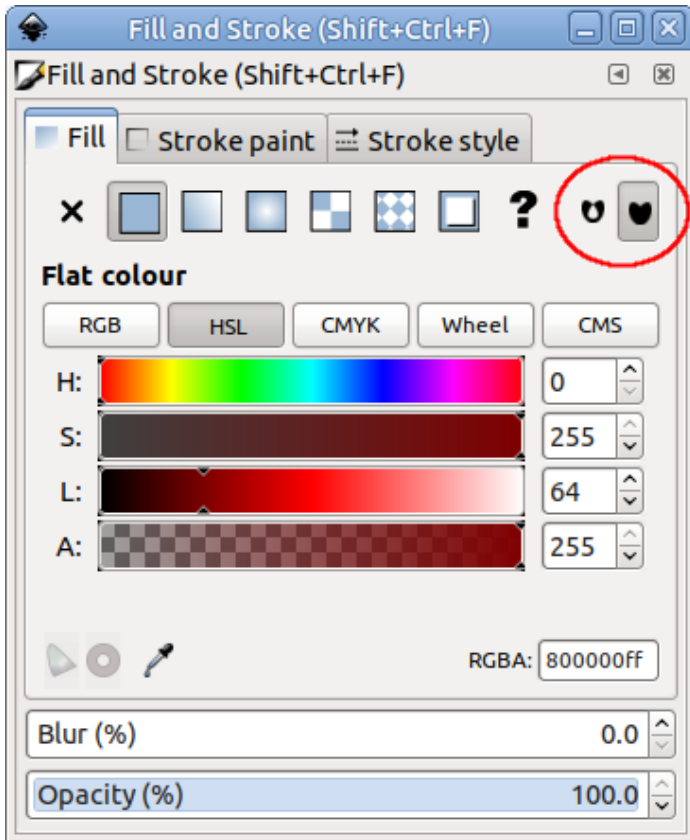 Fill and Stroke (Shift+Ctrl+F)
Fill and Stroke (Shift+Ctrl+F)
Fill Stroke paint Stroke style
?
Flat colour
RGB HSL CMYK Wheel CMS
H: 0
S: 255
L: 64
A: 255
RGBA: 800000ff
Blur (%) 0.0
Opacity (%) 100.0